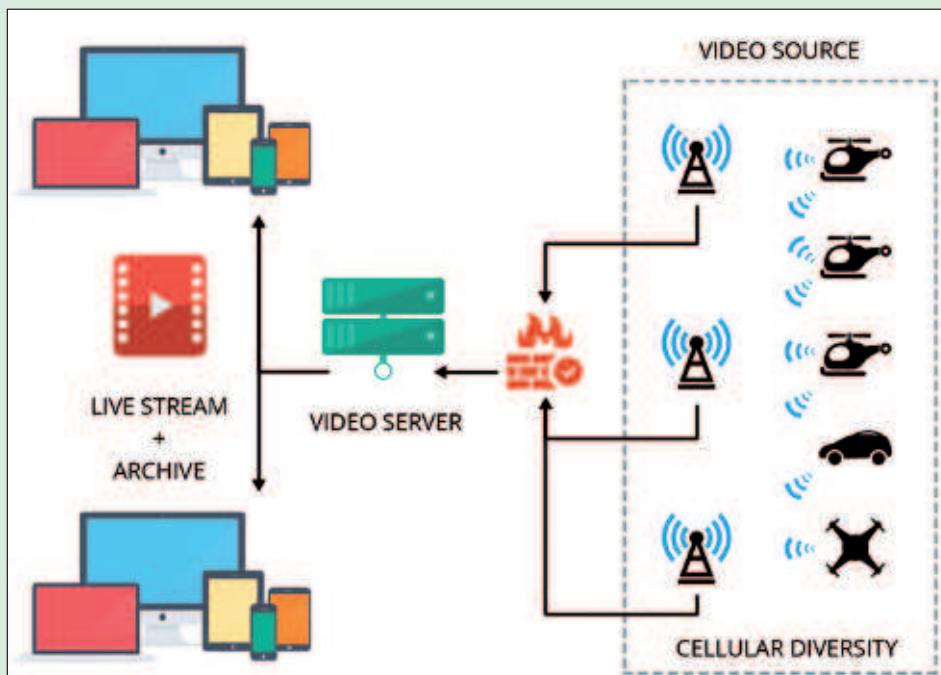 VIDEO SOURCE
LIVE STREAM
+
ARCHIVE
VIDEO SERVER
CELLULAR DIVERSITY